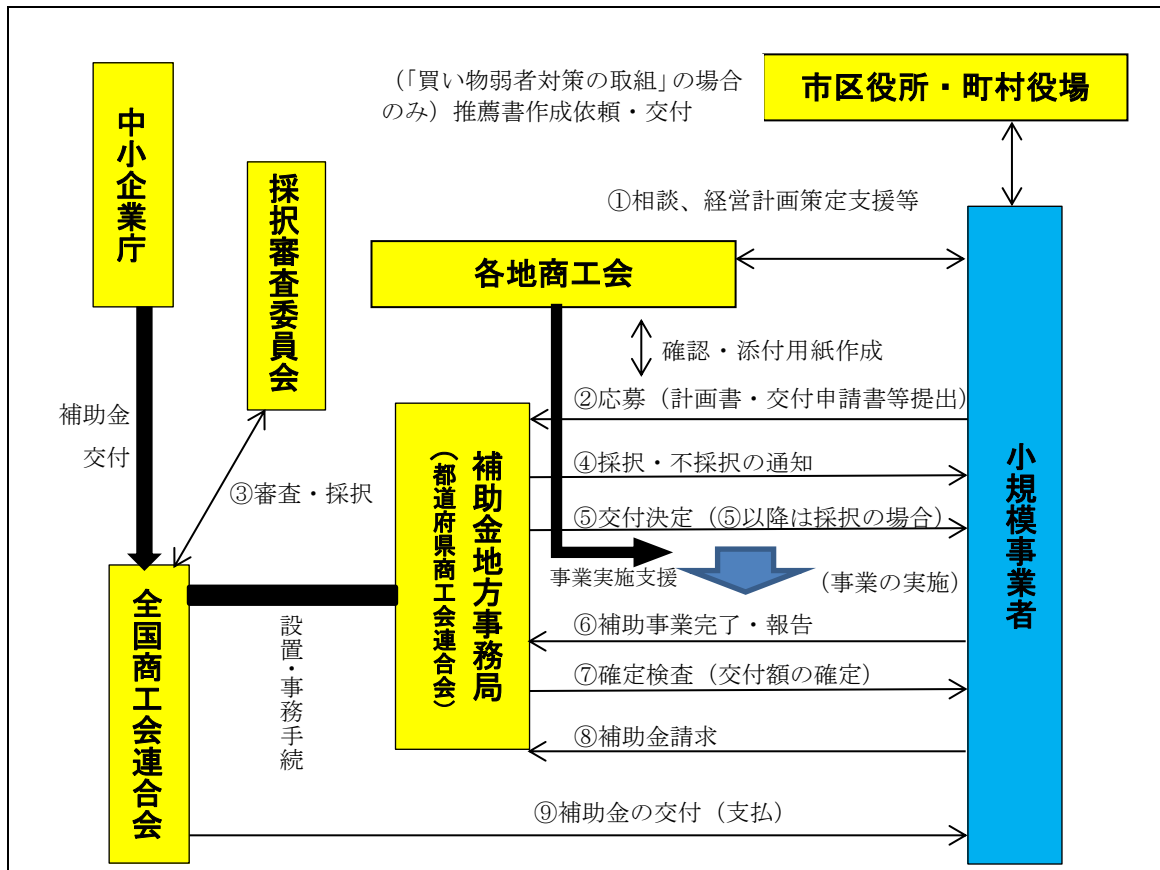 （「買い物弱者対策の取組」の場合
のみ）推薦書作成依頼・交付
市区役所・町村役場
中小企業庁
採択審査委員会
①相談、経営計画策定支援等
各地商工会
確認・添付用紙作成
補助金
交付
②応募（計画書・交付申請書等提出）
③審査・採択
補助金地方事務局
（都道府県商工会連合会）
④採択・不採択の通知
⑤交付決定（⑤以降は採択の場合）
小規模事業者
事業実施支援
（事業の実施）
全国商工会連合会
設置・事務手続
⑥補助事業完了・報告
⑦確定検査（交付額の確定）
⑧補助金請求
⑨補助金の交付（支払）